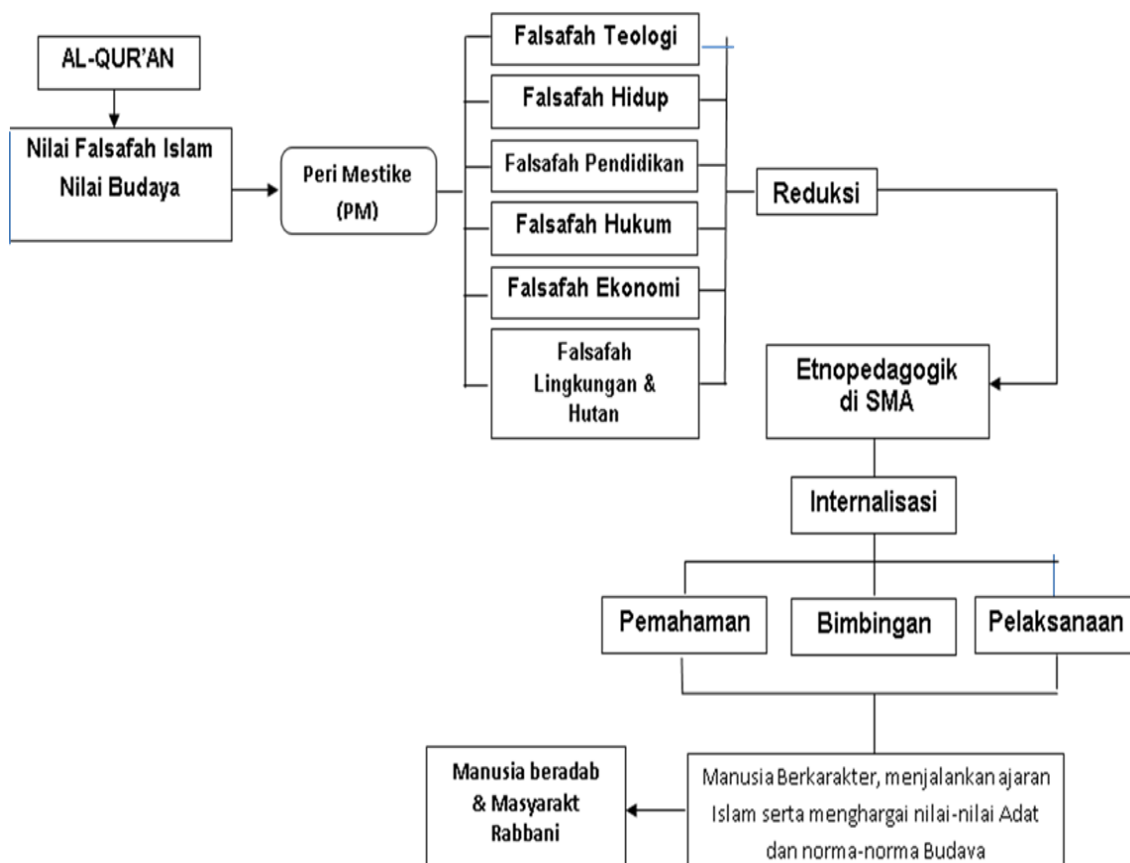 AL-QUR'AN
Nilai Falsafah Islam
Nilai Budaya
Peri Mestike
(PM)
Falsafah Teologi
Falsafah Hidup
Falsafah Pendidikan
Falsafah Hukum
Falsafah Ekonomi
Falsafah
Lingkungan &
Hutan
Reduksi
Etnopedagogik
di SMA
Internalisasi
Pemahaman
Bimbingan
Pelaksanaan
Manusia Berkarakter, menjalankan ajaran
Islam serta menghargai nilai-nilai Adat
dan norma-norma Budaya
Manusia beradab
& Masyarakt
Rabbani